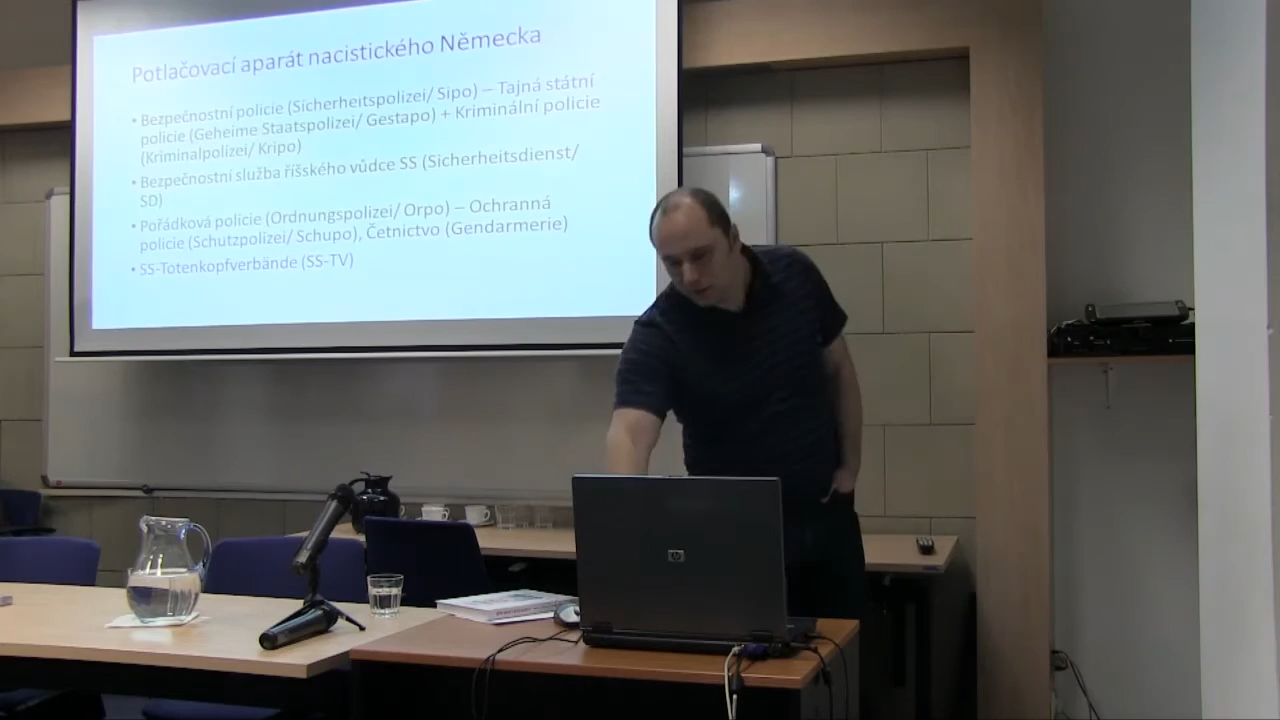 Potlačovací aparát nacistického Německa
• Bezpečnostní policie (Sicherheitspolizei/ Sipo) – Tajná státní
policie (Geheime Staatspolizei/ Gestapo) + Kriminální policie
(Kriminalpolizei/ Kripo)
• Bezpečnostní služba říšského vůdce SS (Sicherheitsdienst/
SD)
• Pořádková policie (Ordnungspolizei/ Orpo) – Ochranná
policie (Schutzpolizei/ Schupo), Četnictvo (Gendarmerie)
• SS-Totenkopfverbände (SS-TV)
hp